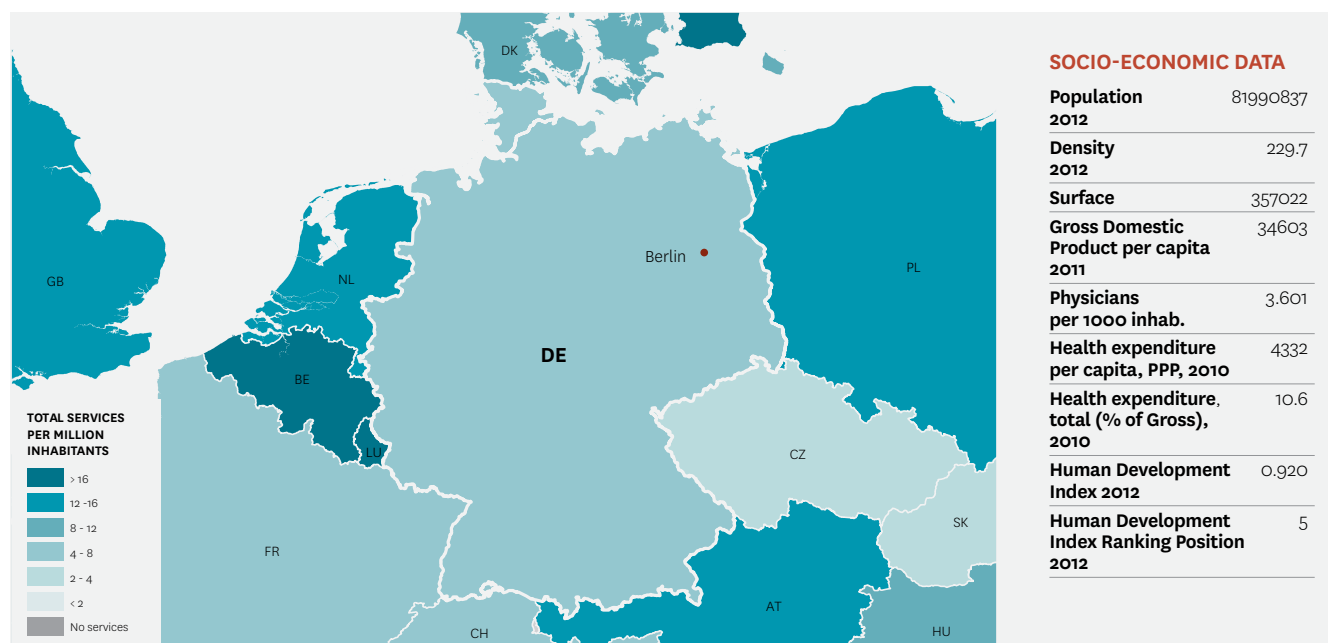 DK
GB
NL
PL
Berlin
DE
BE
LU
CZ
SK
FR
AT
CH
HU
TOTAL SERVICES
PER MILLION
INHABITANTS
> 16
12 -16
8 - 12
4 - 8
2 - 4
< 2
No services
SOCIO-ECONOMIC DATA
Population 81990837
2012
Density 229.7
2012
Surface 357022
Gross Domestic 34603
Product per capita
2011
Physicians 3.601
per 1000 inhab.
Health expenditure 4332
per capita, PPP, 2010
Health expenditure, 10.6
total (% of Gross),
2010
Human Development 0.920
Index 2012
Human Development 5
Index Ranking Position
2012